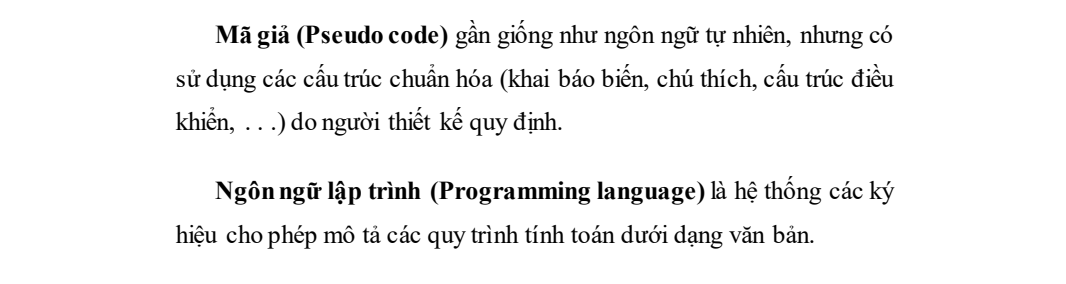 Mã giả (Pseudo code) gần giống như ngôn ngữ tự nhiên, nhưng có
sử dụng các cấu trúc chuẩn hóa (khai báo biến, chú thích, cấu trúc điều
khiển, . . .) do người thiết kế quy định.
Ngôn ngữ lập trình (Programming language) là hệ thống các ký
hiệu cho phép mô tả các quy trình tính toán dưới dạng văn bản.